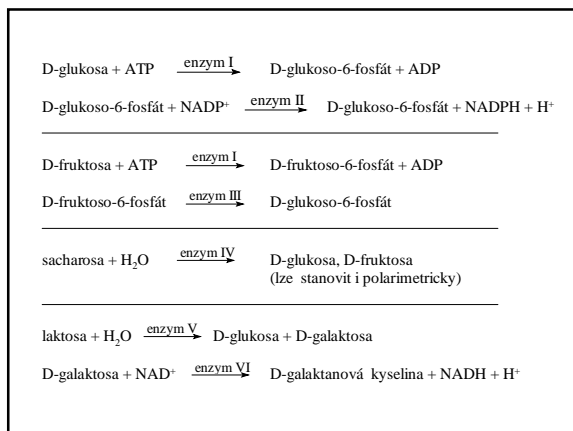 D-glukosa + ATP enzym I D-glukoso-6-fosfát + ADP
D-glukoso-6-fosfát + NADP⁺ enzym II D-glukoso-6-fosfát + NADPH + H⁺
D-fruktosa + ATP enzym I D-fruktoso-6-fosfát + ADP
D-fruktoso-6-fosfát enzym III D-glukoso-6-fosfát
sacharosa + H₂O enzym IV D-glukosa, D-fruktosa
(lze stanovit i polarimetricky)
laktosa + H₂O enzym V D-glukosa + D-galaktosa
D-galaktosa + NAD⁺ enzym VI D-galaktanová kyselina + NADH + H⁺